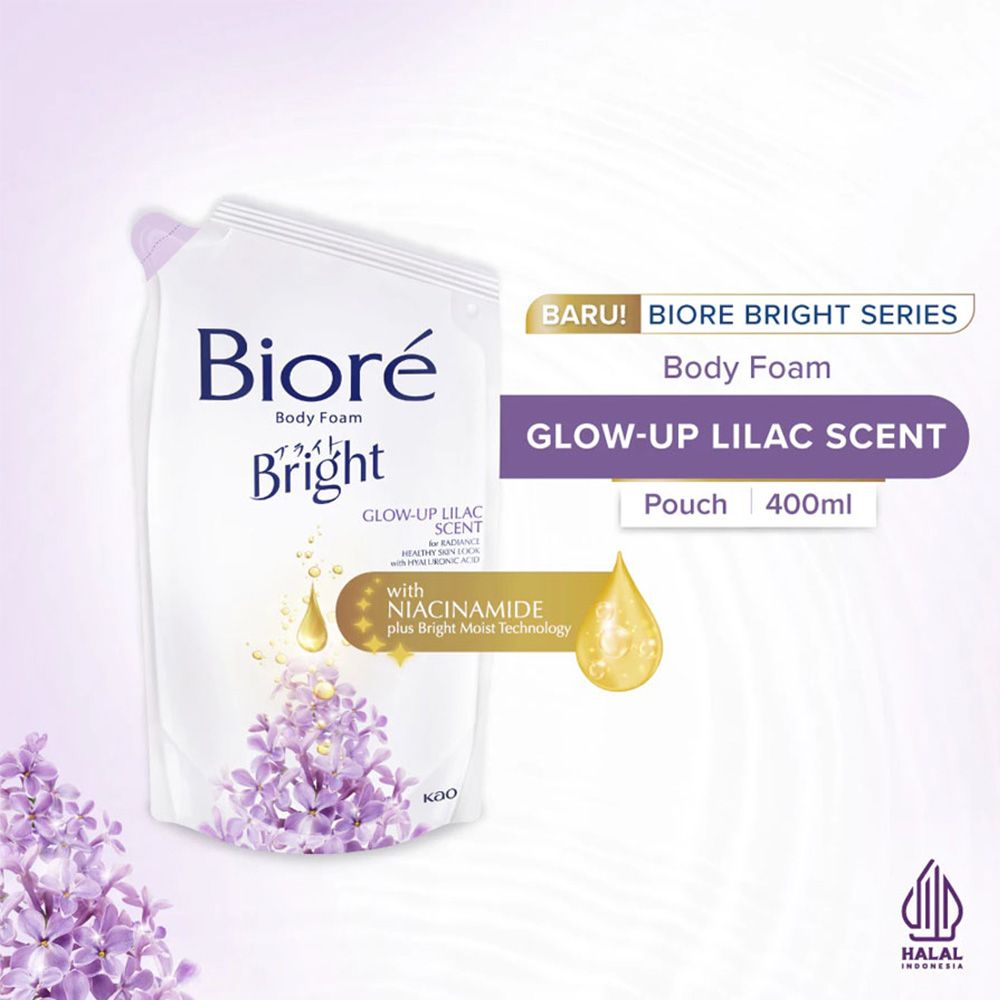 Bioré
Body Foam
ブライト
Bright
GLOW-UP LILAC
SCENT
for RADIANCE
HEALTHY SKIN LOOK
with HYALURONIC ACID
with
NIACINAMIDE
plus Bright Moist Technology
Kao
BARU! BIORE BRIGHT SERIES
Body Foam
GLOW-UP LILAC SCENT
Pouch | 400ml
HALAL
INDONESIA